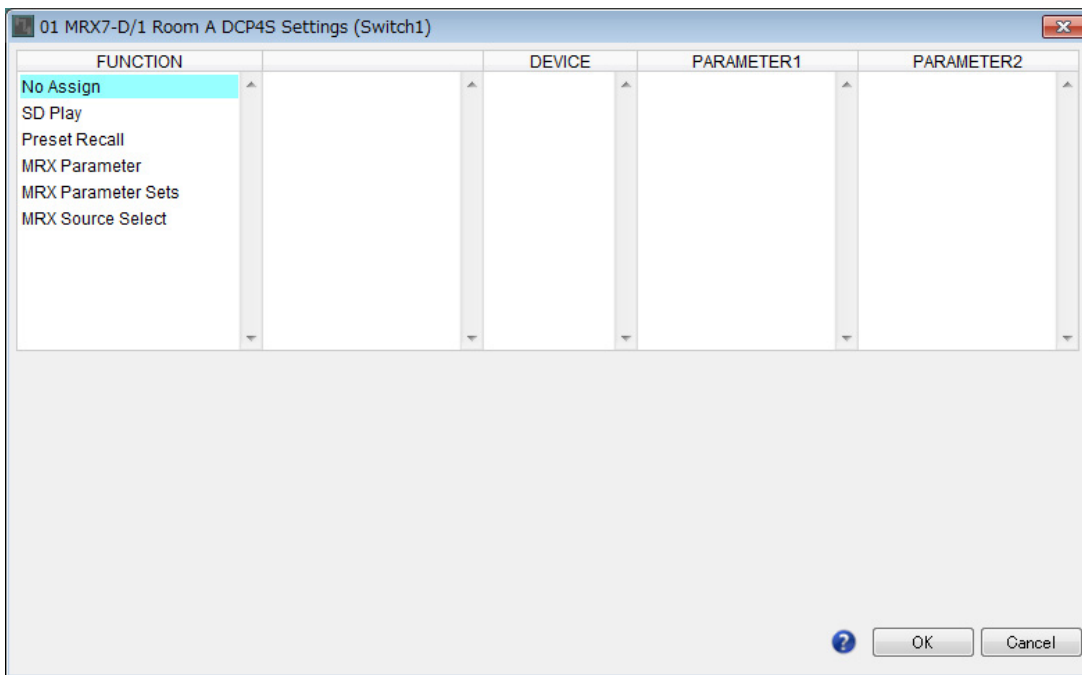 01 MRX7-D/1 Room A DCP4S Settings (Switch1)
FUNCTION DEVICE PARAMETER1 PARAMETER2
No Assign
SD Play
Preset Recall
MRX Parameter
MRX Parameter Sets
MRX Source Select
? OK Cancel